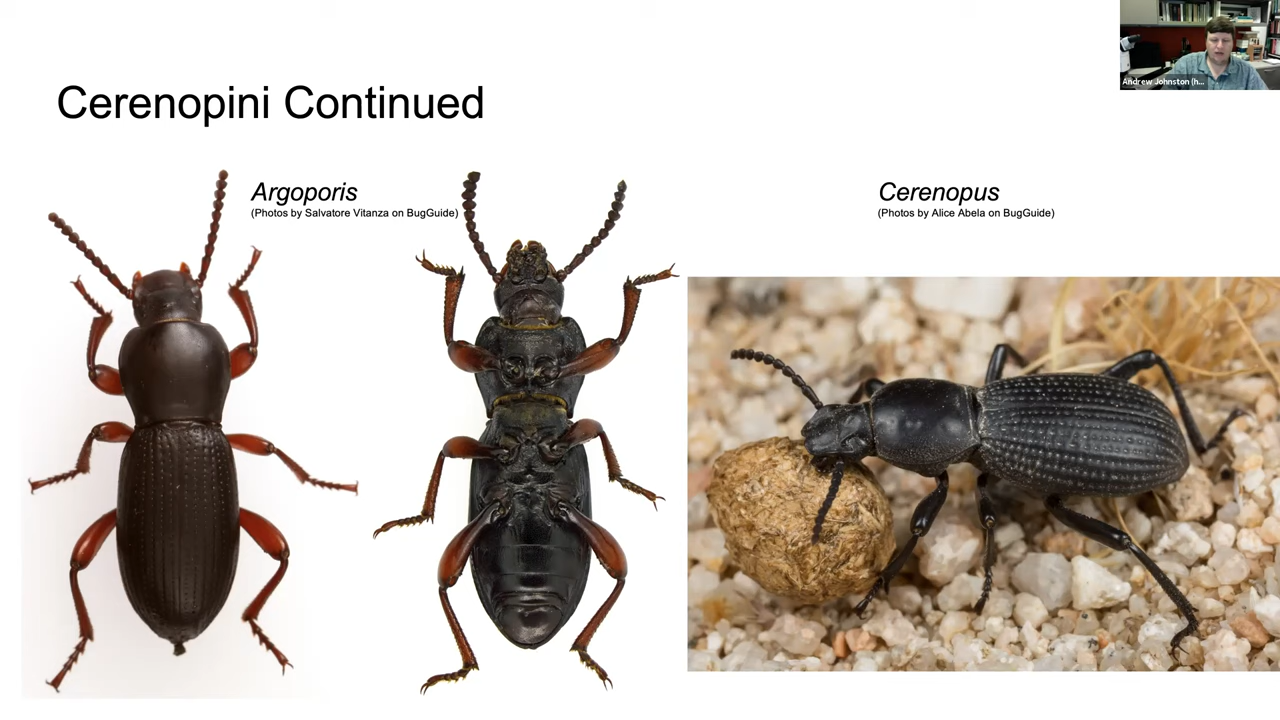 Cerenopini Continued
Argoporis
(Photos by Salvatore Vitanza on BugGuide)
Cerenopus
(Photos by Alice Abela on BugGuide)
Andrew Johnston (h...